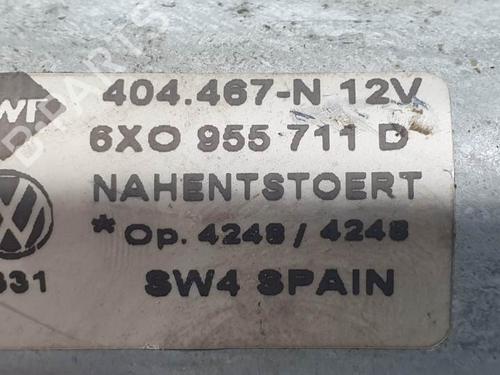 404.467-N 12V
6XO 955 711 D
NAHENTSTOERT
*Op. 4248 / 4248
SW4 SPAIN